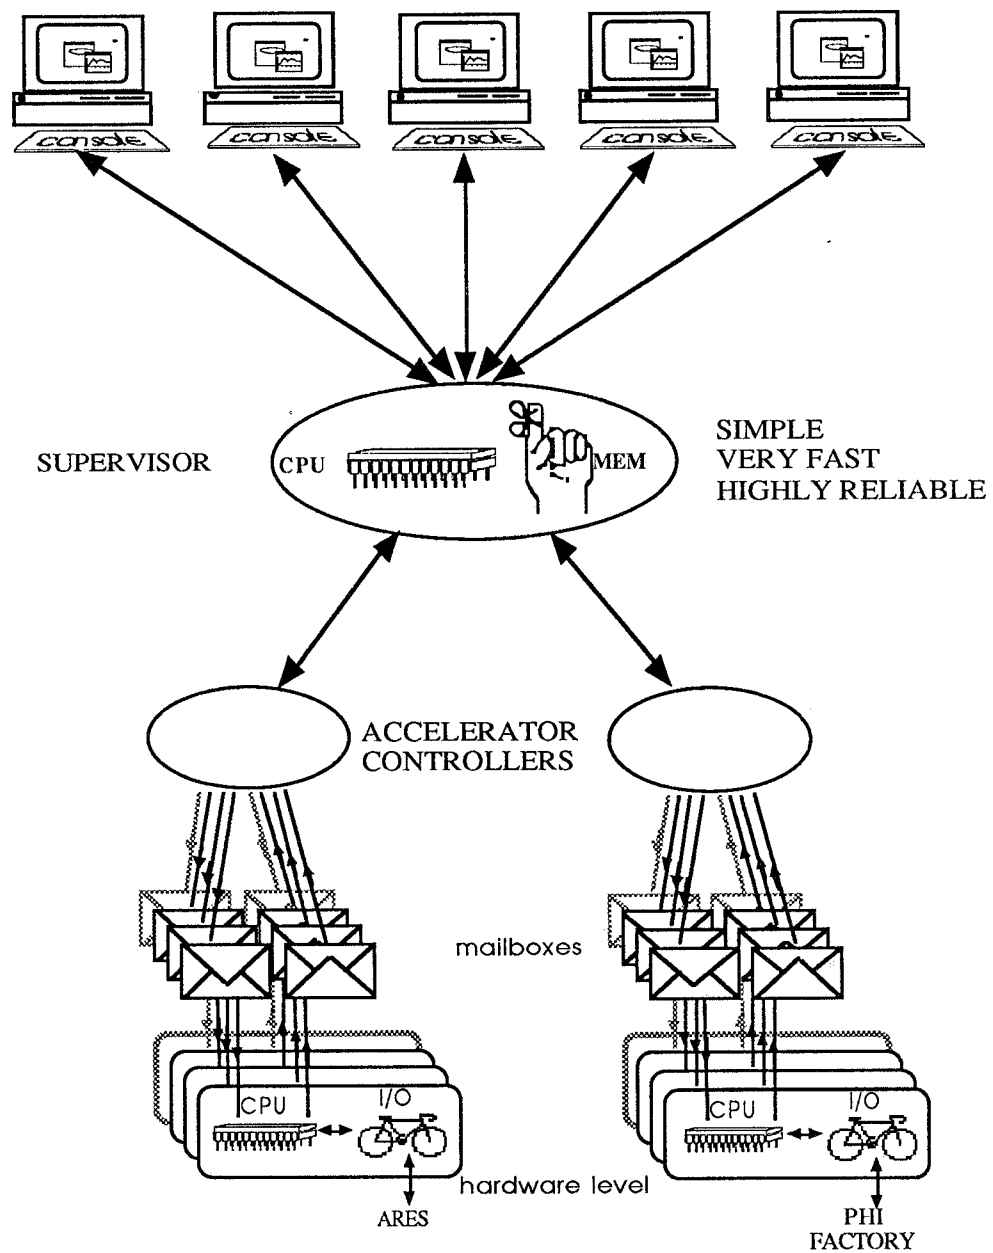 console console console console console
SUPERVISOR
CPU
MEM
SIMPLE
VERY FAST
HIGHLY RELIABLE
ACCELERATOR
CONTROLLERS
mailboxes
CPU
I/O
CPU
I/O
hardware level
ARES
PHI
FACTORY